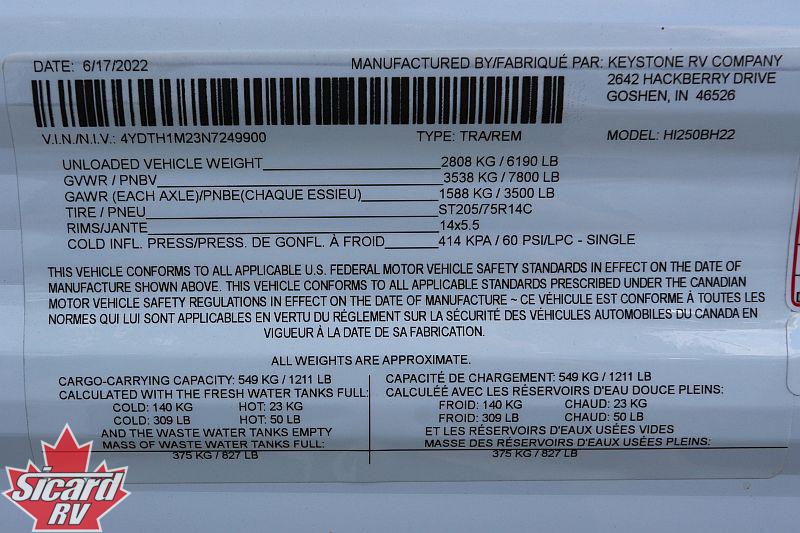 DATE: 6/17/2022 MANUFACTURED BY/FABRIQUÉ PAR: KEYSTONE RV COMPANY
2642 HACKBERRY DRIVE
GOSHEN, IN 46526
V.I.N./N.I.V.: 4YDTH1M23N7249900 TYPE: TRA/REM MODEL: HI250BH22
UNLOADED VEHICLE WEIGHT 2808 KG / 6190 LB
GVWR / PNBV 3538 KG / 7800 LB
GAWR (EACH AXLE)/PNBE(CHAQUE ESSIEU) 1588 KG / 3500 LB
TIRE / PNEU ST205/75R14C
RIMS/JANTE 14x5.5
COLD INFL. PRESS/PRESS. DE GONFL. À FROID 414 KPA / 60 PSI/LPC - SINGLE
THIS VEHICLE CONFORMS TO ALL APPLICABLE U.S. FEDERAL MOTOR VEHICLE SAFETY STANDARDS IN EFFECT ON THE DATE OF
MANUFACTURE SHOWN ABOVE. THIS VEHICLE CONFORMS TO ALL APPLICABLE STANDARDS PRESCRIBED UNDER THE CANADIAN
MOTOR VEHICLE SAFETY REGULATIONS IN EFFECT ON THE DATE OF MANUFACTURE ~ CE VÉHICULE EST CONFORME À TOUTES LES
NORMES QUI LUI SONT APPLICABLES EN VERTU DU RÉGLEMENT SUR LA SÉCURITÉ DES VÉHICULES AUTOMOBILES DU CANADA EN
VIGUEUR À LA DATE DE SA FABRICATION.
ALL WEIGHTS ARE APPROXIMATE.
CARGO-CARRYING CAPACITY: 549 KG / 1211 LB
CALCULATED WITH THE FRESH WATER TANKS FULL:
COLD: 140 KG HOT: 23 KG
COLD: 309 LB HOT: 50 LB
AND THE WASTE WATER TANKS EMPTY
MASS OF WASTE WATER TANKS FULL:
375 KG / 827 LB
CAPACITÉ DE CHARGEMENT: 549 KG / 1211 LB
CALCULÉÉ AVEC LES RÉSERVOIRS D'EAU DOUCE PLEINS:
FROID: 140 KG CHAUD: 23 KG
FROID: 309 LB CHAUD: 50 LB
ET LES RÉSERVOIRS D'EAUX USÉES VIDES
MASSE DES RÉSERVOIRS D'EAUX USÉES PLEINS:
375 KG / 827 LB
Sicard
RV